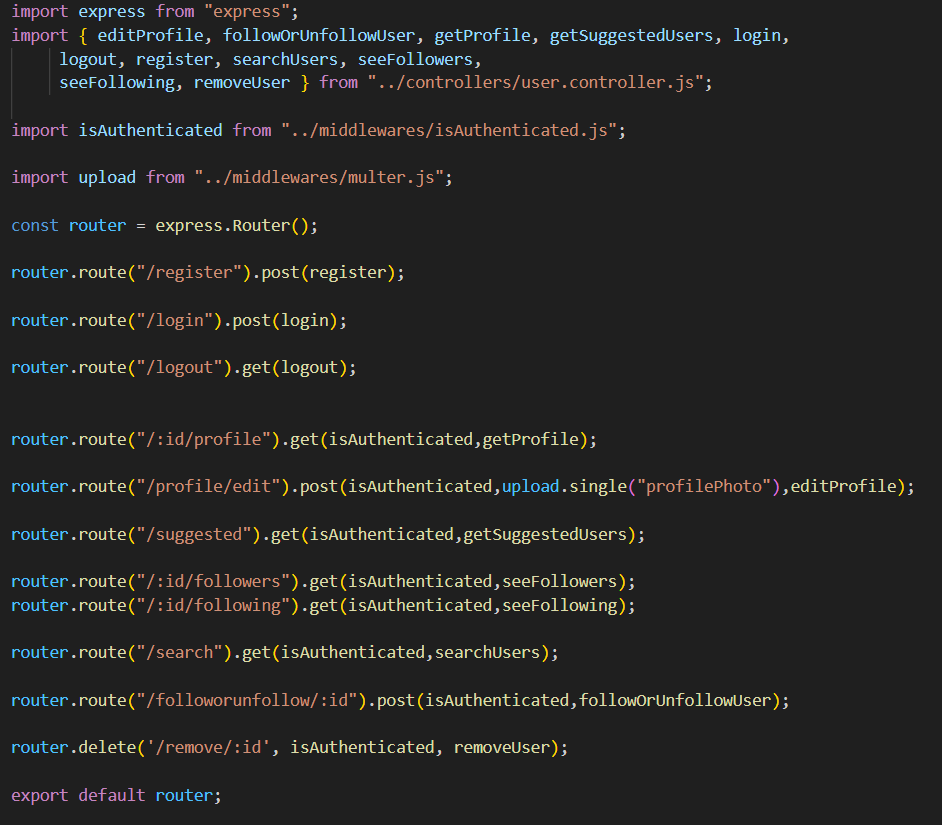 import express from "express";
import { editProfile, followOrUnfollowUser, getProfile, getSuggestedUsers, login,
logout, register, searchUsers, seeFollowers,
seeFollowing, removeUser } from "../controllers/user.controller.js";
import isAuthenticated from "../middlewares/isAuthenticated.js";
import upload from "../middlewares/multer.js";
const router = express.Router();
router.route("/register").post(register);
router.route("/login").post(login);
router.route("/logout").get(logout);
router.route("/:id/profile").get(isAuthenticated,getProfile);
router.route("/profile/edit").post(isAuthenticated,upload.single("profilePhoto"),editProfile);
router.route("/suggested").get(isAuthenticated,getSuggestedUsers);
router.route("/:id/followers").get(isAuthenticated,seeFollowers);
router.route("/:id/following").get(isAuthenticated,seeFollowing);
router.route("/search").get(isAuthenticated,searchUsers);
router.route("/followorunfollow/:id").post(isAuthenticated,followOrUnfollowUser);
router.delete('/remove/:id', isAuthenticated, removeUser);
export default router;